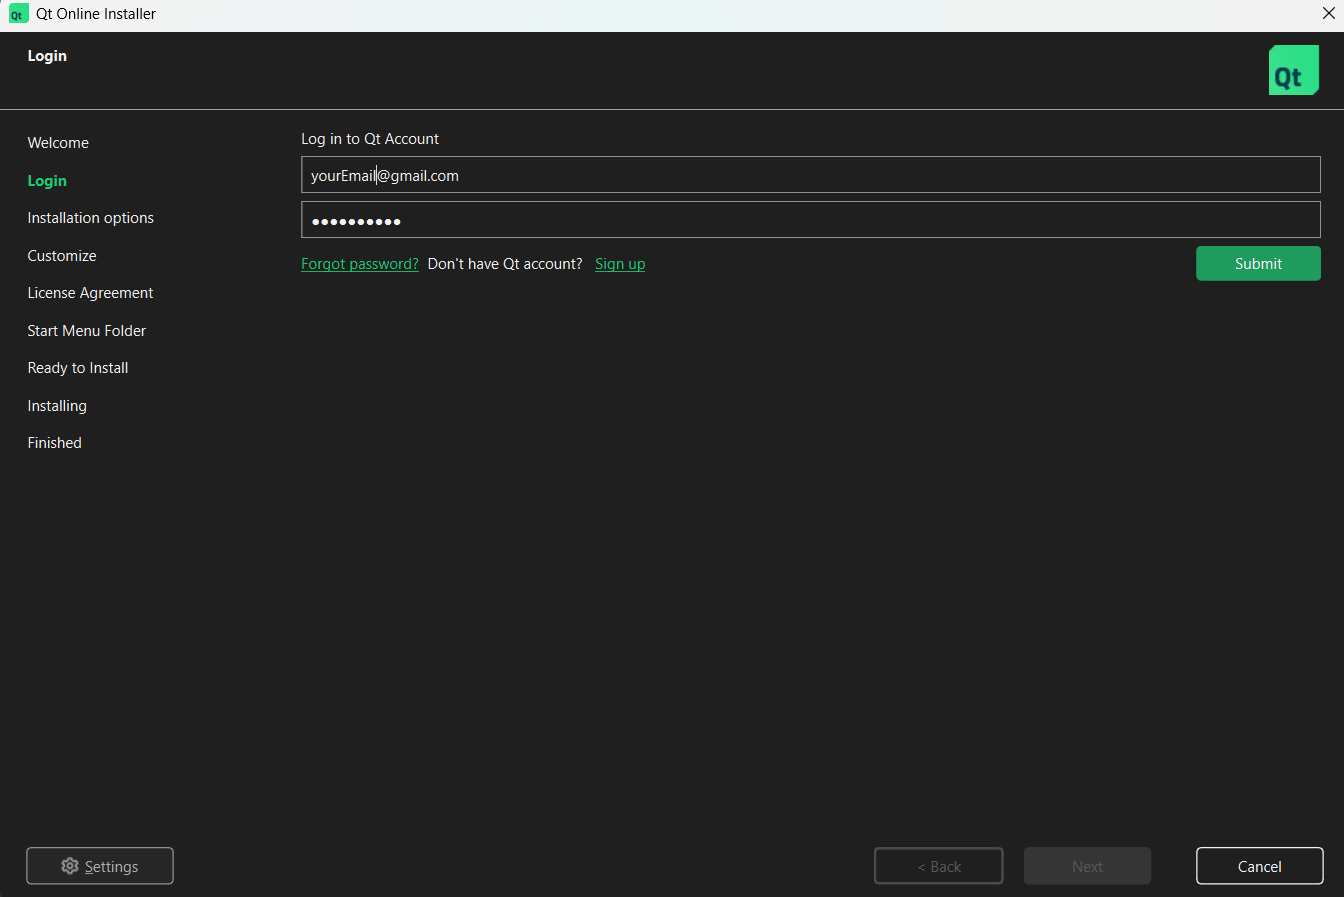 Qt Qt Online Installer
Login
Qt
Welcome
Login
Installation options
Customize
License Agreement
Start Menu Folder
Ready to Install
Installing
Finished
Log in to Qt Account
yourEmail@gmail.com
●●●●●●●●●●
Forgot password? Don't have Qt account? Sign up
Submit
Settings
< Back
Next
Cancel